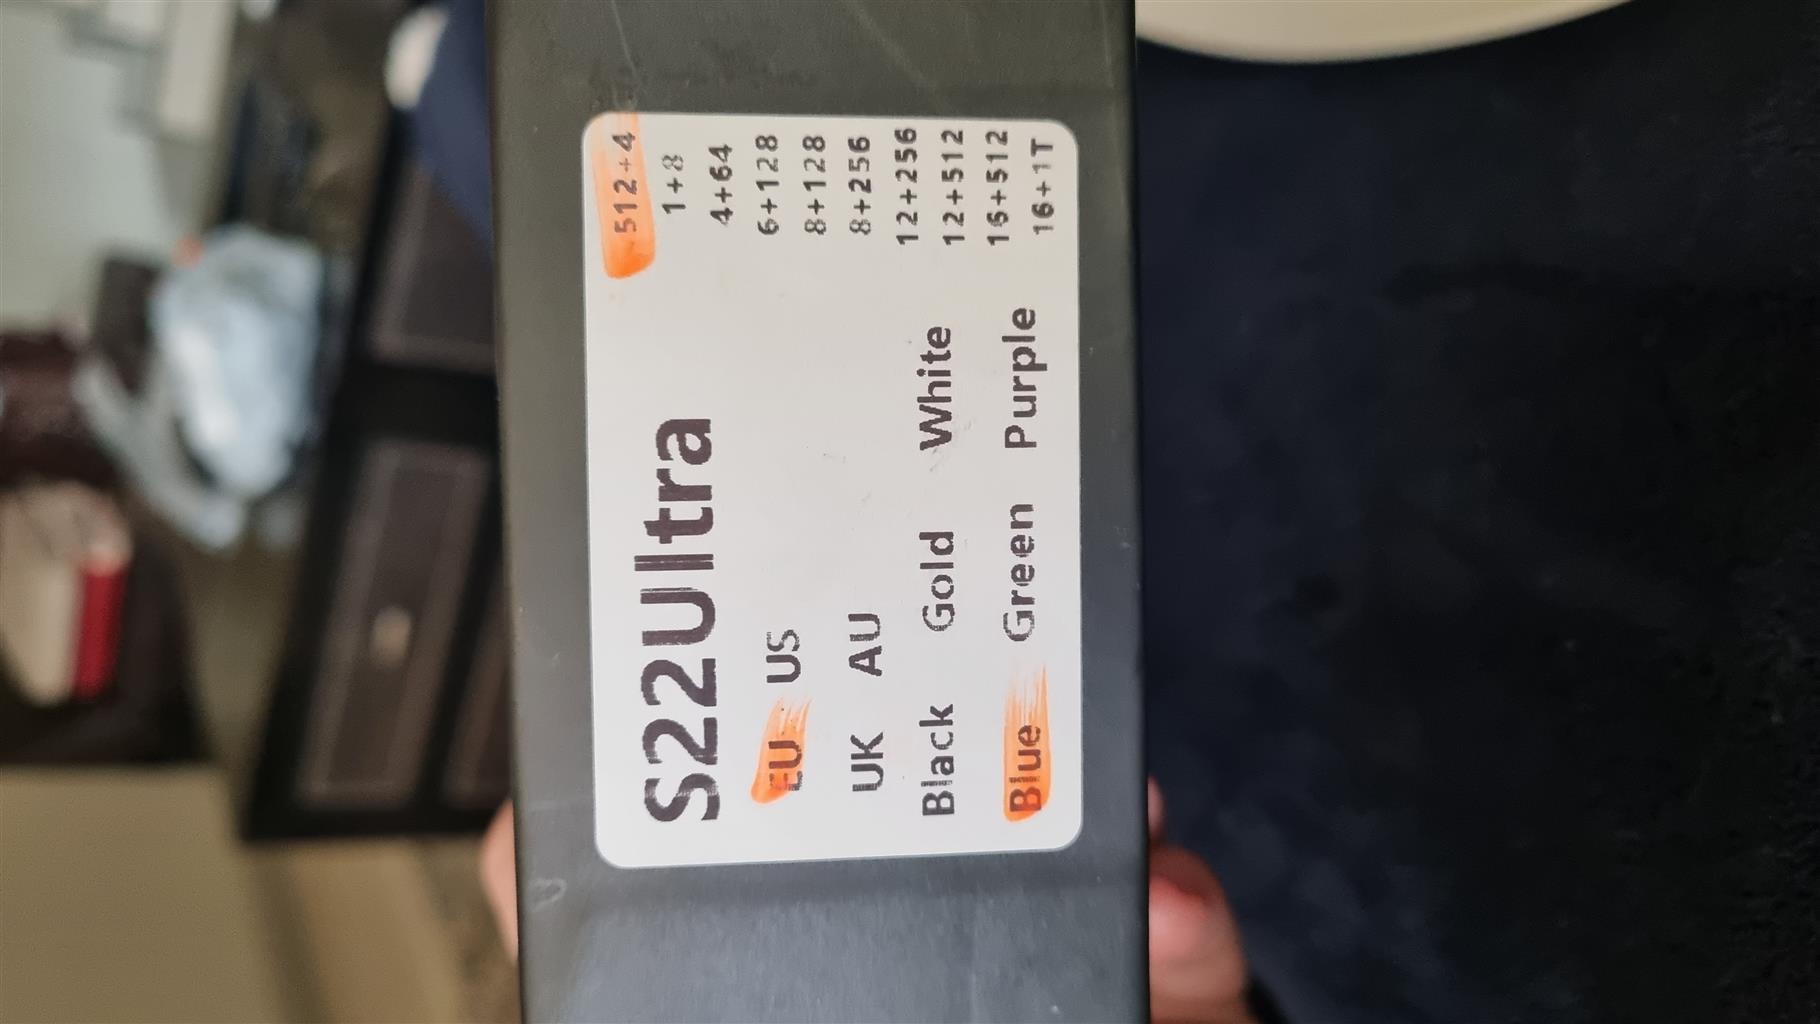 S22Ultra
EU US
UK AU
Black Gold White
Blue Green Purple
512+4
1+8
4+64
6+128
8+128
8+256
12+256
12+512
16+512
16+1T